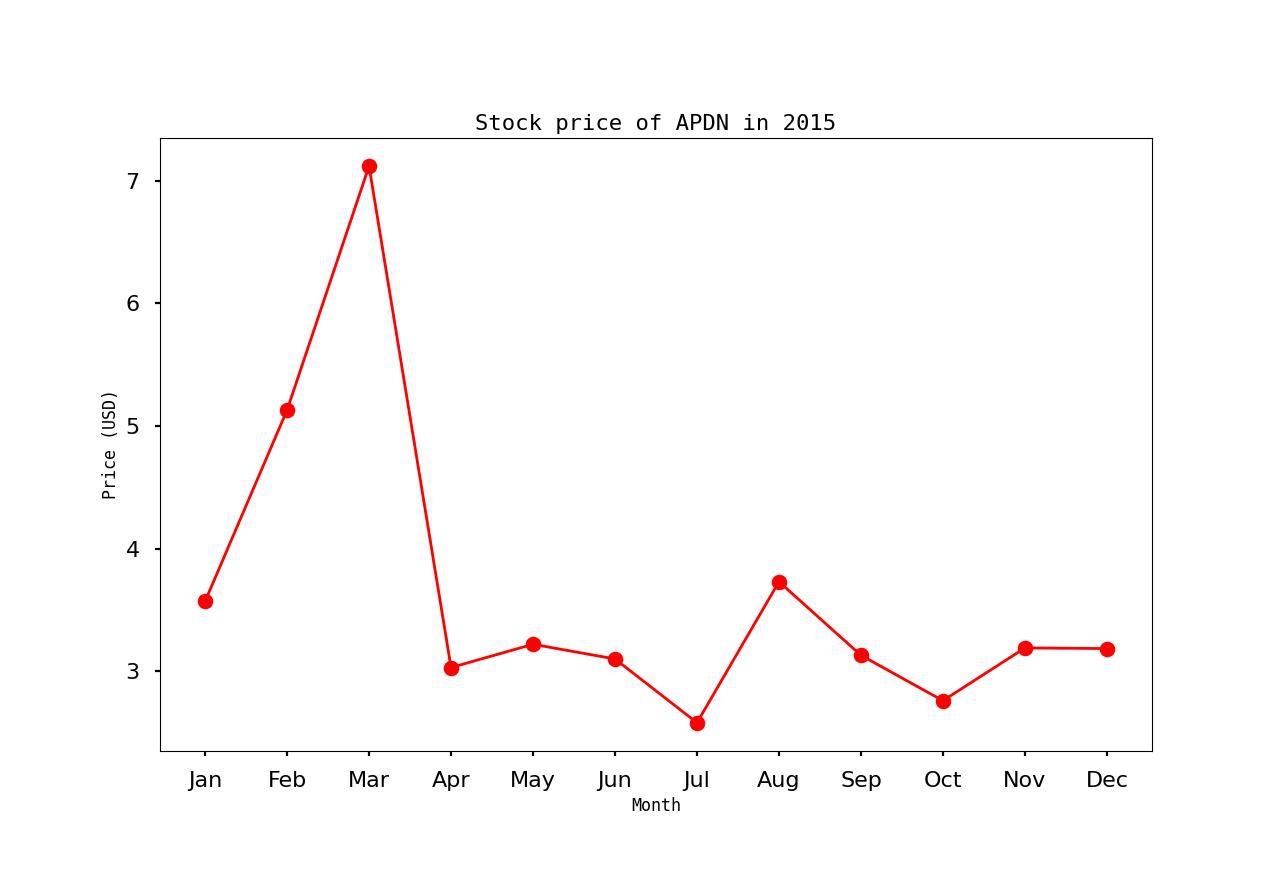 Stock price of APDN in 2015
7
6
5
4
3
Price (USD)
Jan Feb Mar Apr May Jun Jul Aug Sep Oct Nov Dec
Month